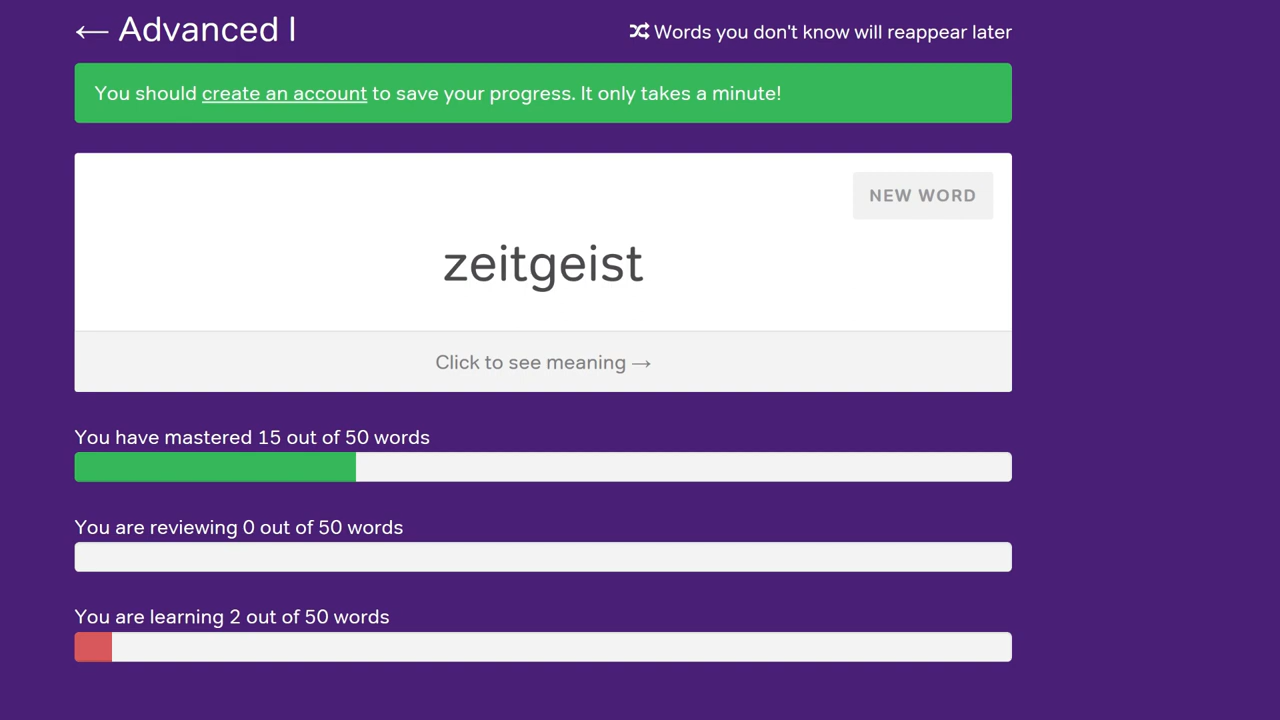 ← Advanced I
Words you don't know will reappear later
You should create an account to save your progress. It only takes a minute!
NEW WORD
zeitgeist
Click to see meaning →
You have mastered 15 out of 50 words
You are reviewing 0 out of 50 words
You are learning 2 out of 50 words